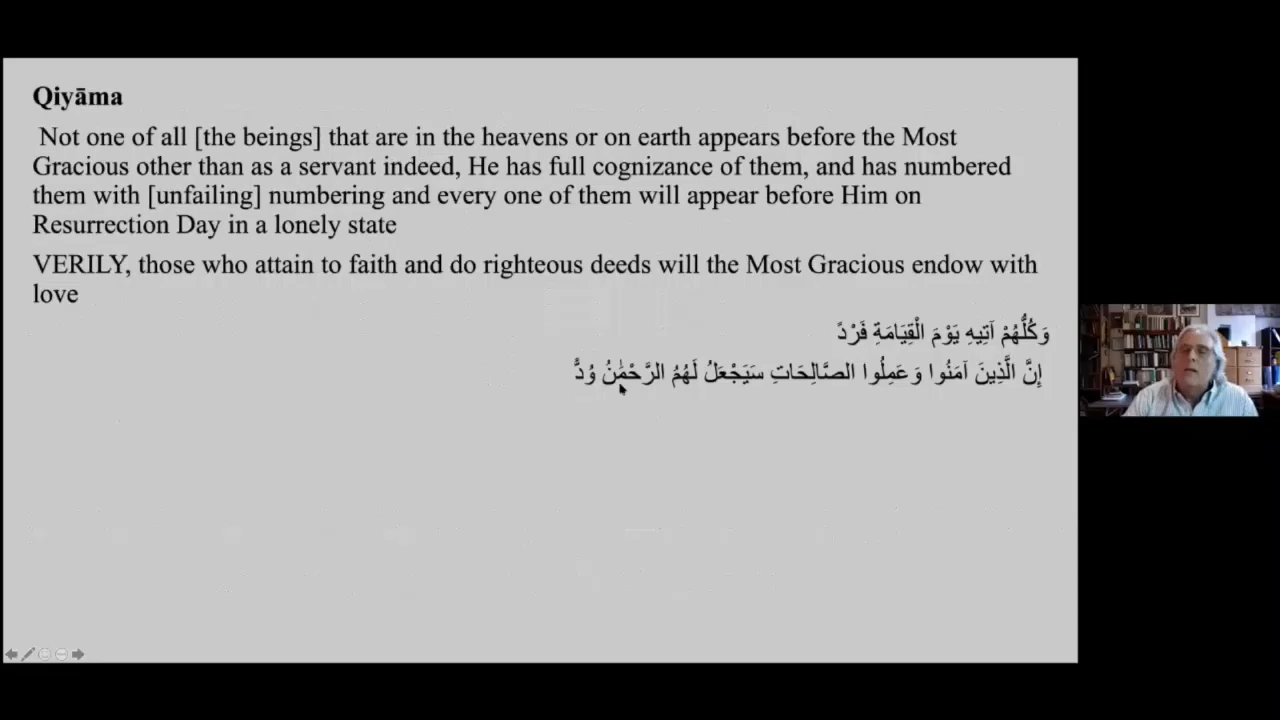 Qiyāma
Not one of all [the beings] that are in the heavens or on earth appears before the Most
Gracious other than as a servant indeed, He has full cognizance of them, and has numbered
them with [unfailing] numbering and every one of them will appear before Him on
Resurrection Day in a lonely state
VERILY, those who attain to faith and do righteous deeds will the Most Gracious endow with
love
وَكُلُّهُمْ آتِيهِ يَوْمَ الْقِيَامَةِ فَرْدً
إِنَّ الَّذِينَ آمَنُوا وَعَمِلُوا الصَّالِحَاتِ سَيَجْعَلُ لَهُمُ الرَّحْمَٰنُ وُدًّ